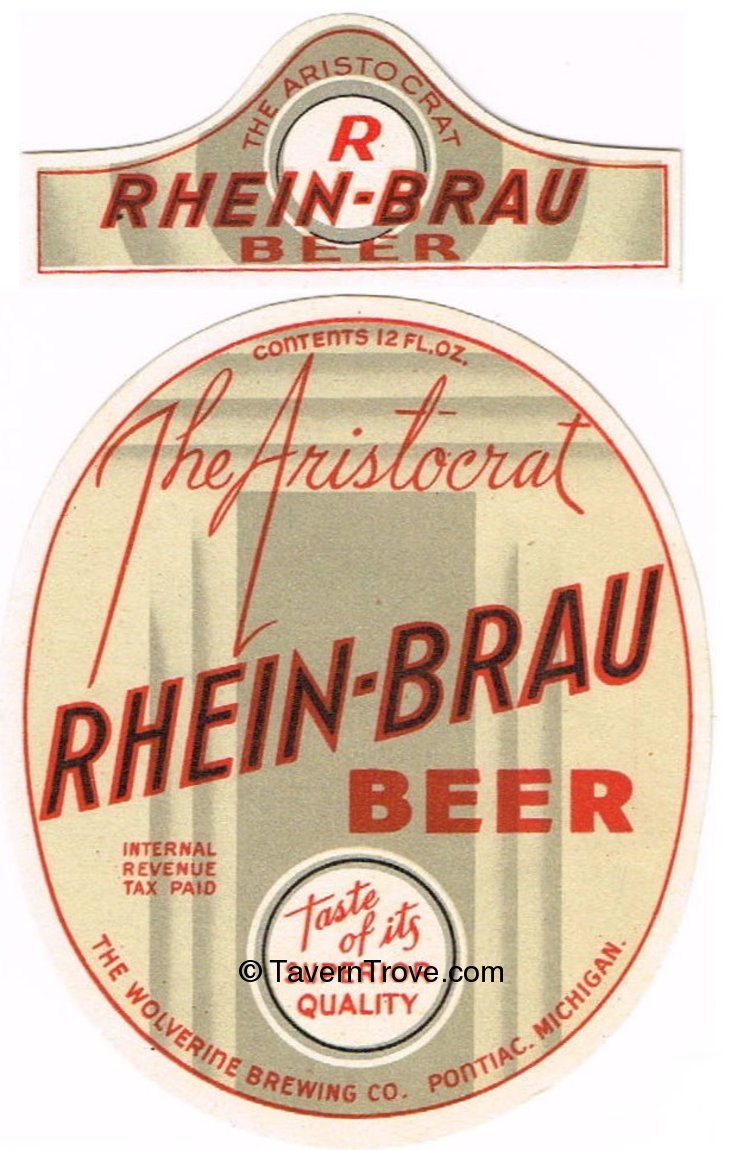 THE ARISTOCRAT
R
RHEIN-BRAU
BEER
CONTENTS 12 FL.OZ.
The Aristocrat
RHEIN-BRAU
BEER
INTERNAL
REVENUE
TAX PAID
Taste
of its
SUPERIOR
QUALITY
© TavernTrove.com
THE WOLVERINE BREWING CO. PONTIAC. MICHIGAN.